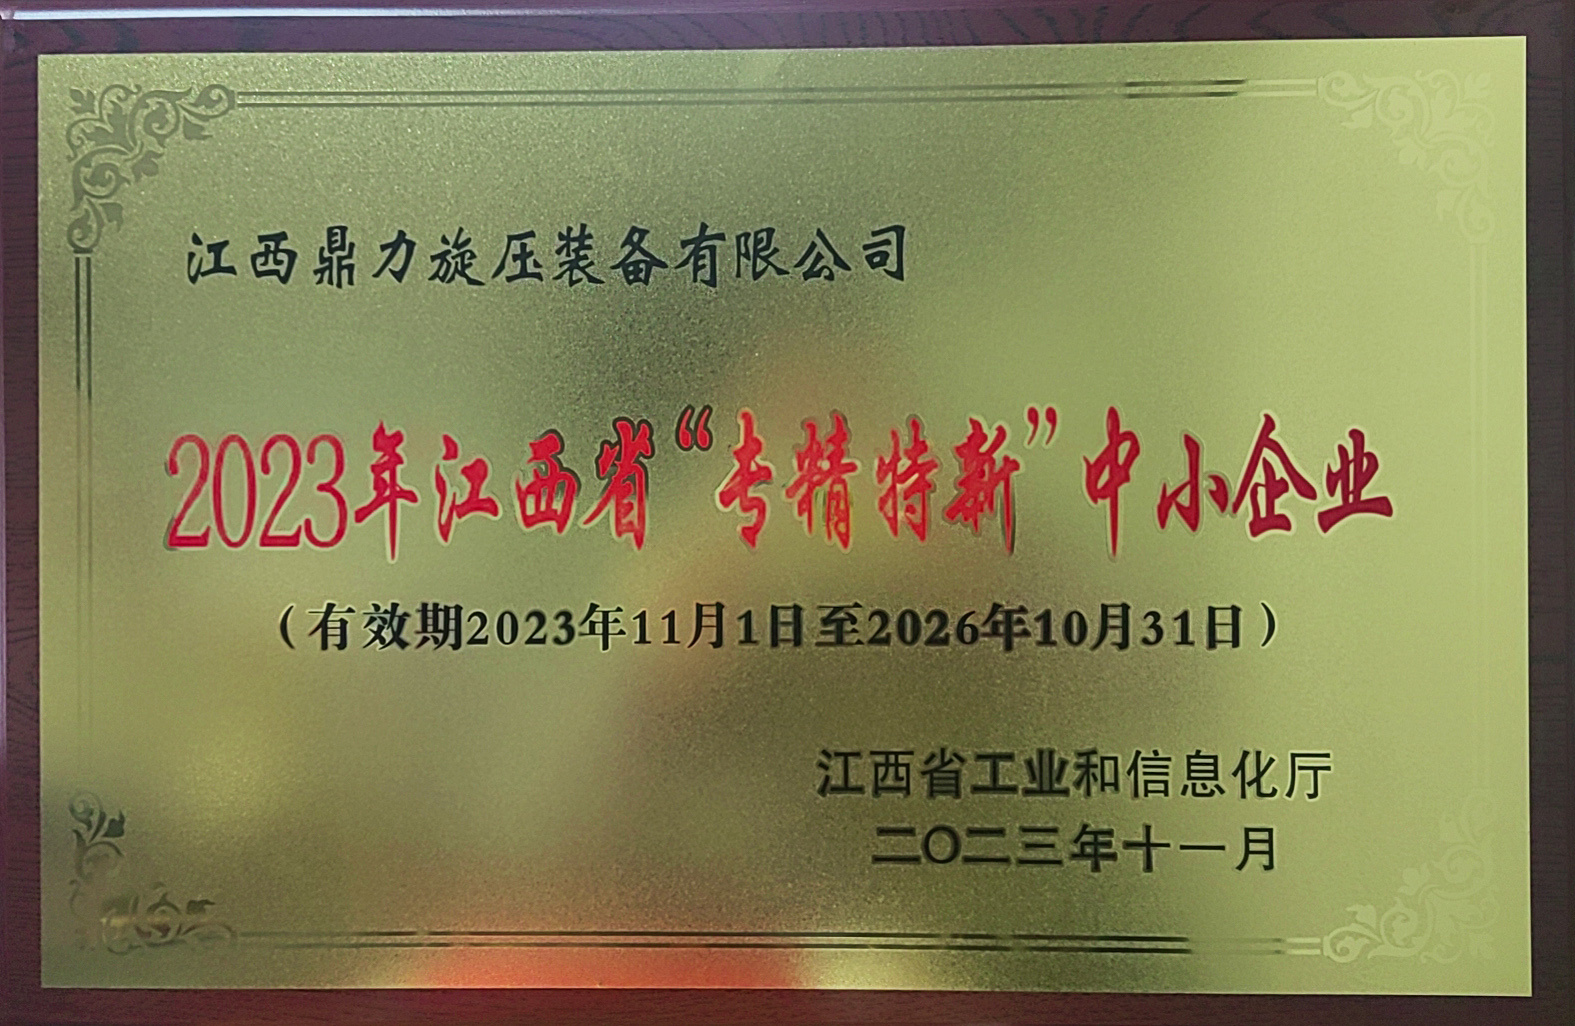 江西鼎力旋压装备有限公司
2023年江西省“专精特新”中小企业
（有效期2023年11月1日至2026年10月31日）
江西省工业和信息化厅
二〇二三年十一月